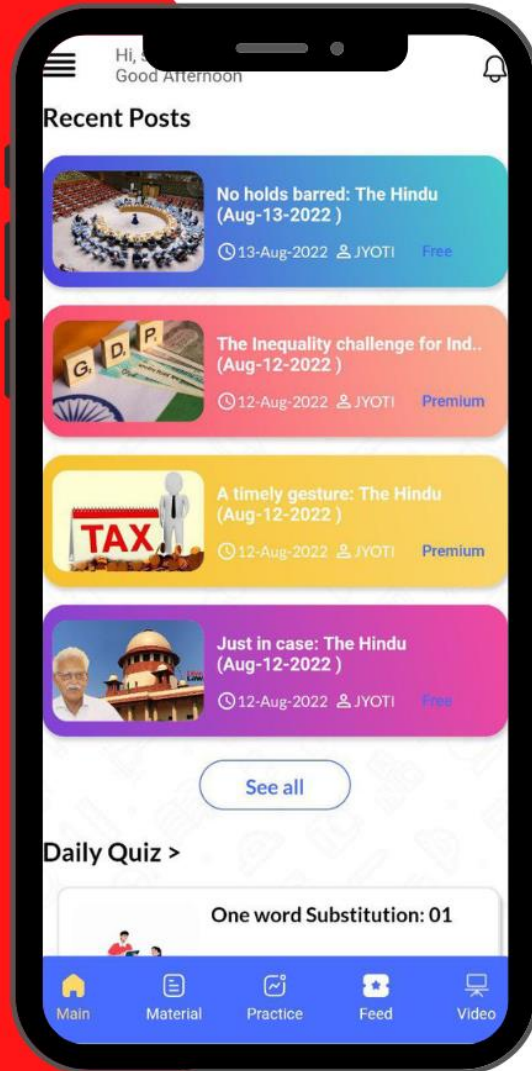 Hi,
Good Afternoon
Recent Posts
No holds barred: The Hindu
(Aug-13-2022 )
13-Aug-2022 JYOTI Free
G D P
The Inequality challenge for Ind..
(Aug-12-2022 )
12-Aug-2022 JYOTI Premium
TAX
A timely gesture: The Hindu
(Aug-12-2022 )
12-Aug-2022 JYOTI Premium
Just in case: The Hindu
(Aug-12-2022 )
12-Aug-2022 JYOTI Free
See all
Daily Quiz >
One word Substitution: 01
Main Material Practice Feed Video